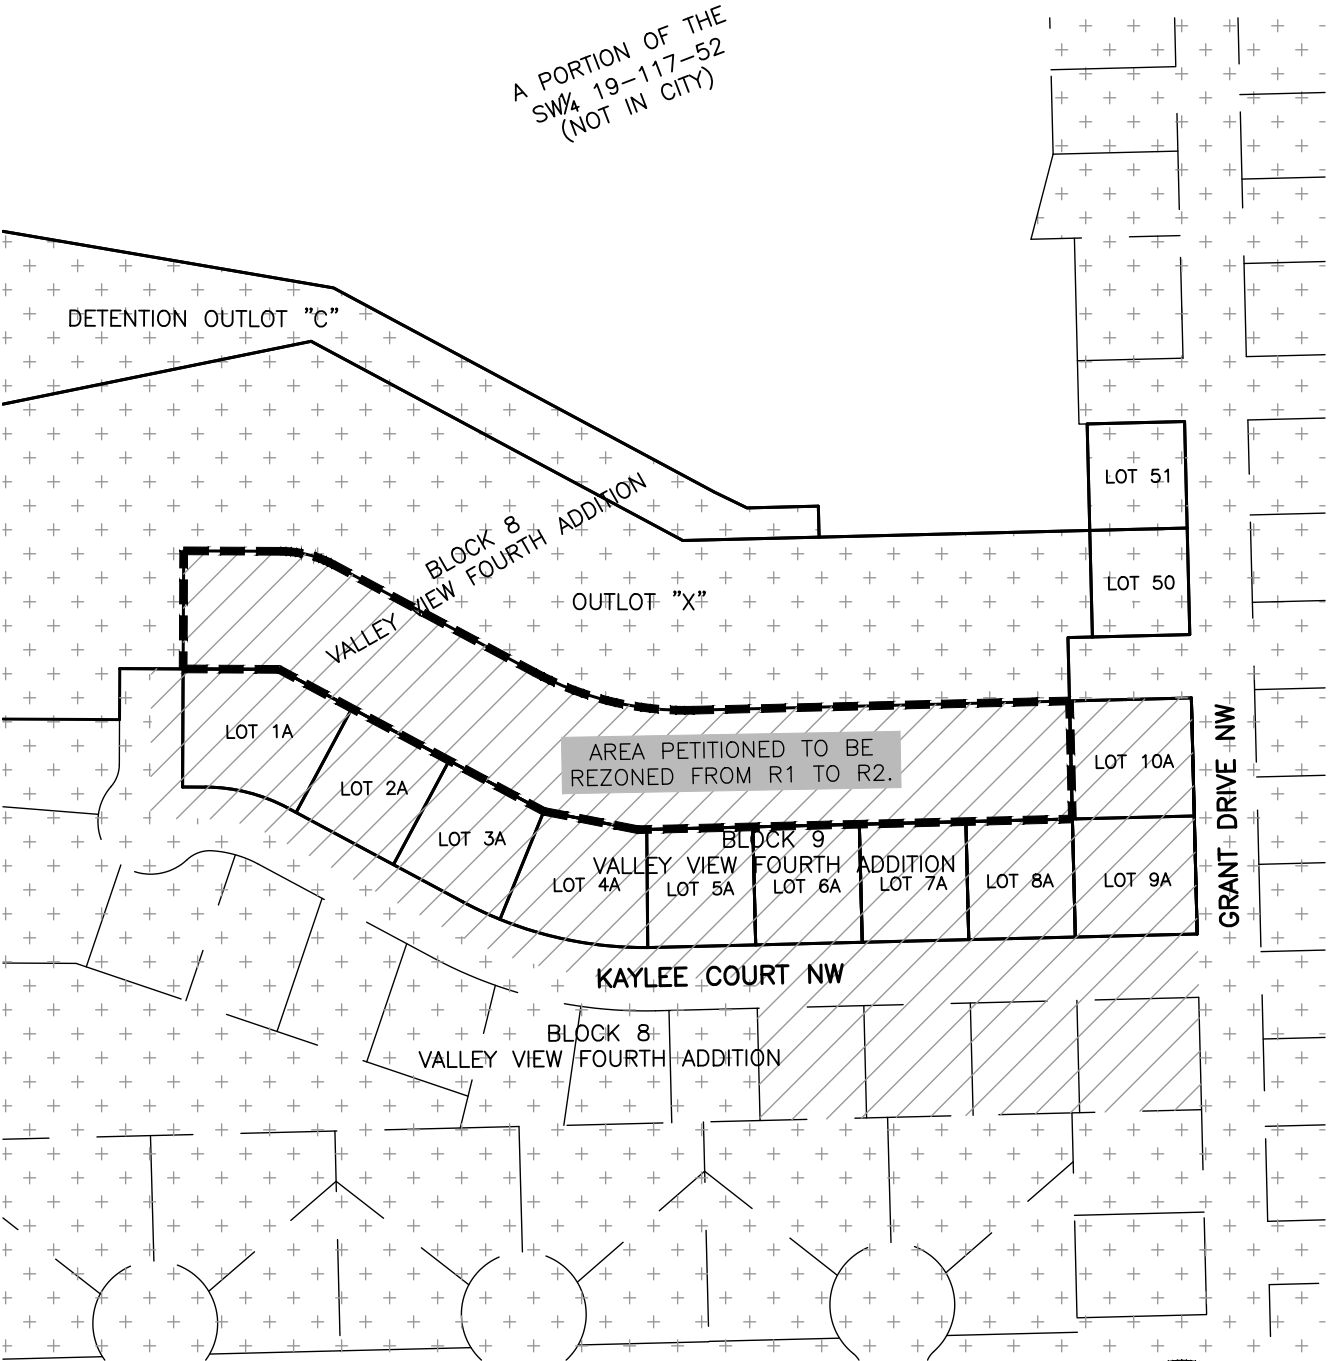 A PORTION OF THE
SW¼ 19-117-52
(NOT IN CITY)
DETENTION OUTLOT "C"
LOT 51
BLOCK 8
VALLEY VIEW FOURTH ADDITION
LOT 50
OUTLOT "X"
LOT 1A
LOT 2A
LOT 3A
AREA PETITIONED TO BE
REZONED FROM R1 TO R2.
LOT 10A
GRANT DRIVE NW
BLOCK 9
VALLEY VIEW FOURTH ADDITION
LOT 4A
LOT 5A
LOT 6A
LOT 7A
LOT 8A
LOT 9A
KAYLEE COURT NW
BLOCK 8
VALLEY VIEW FOURTH ADDITION